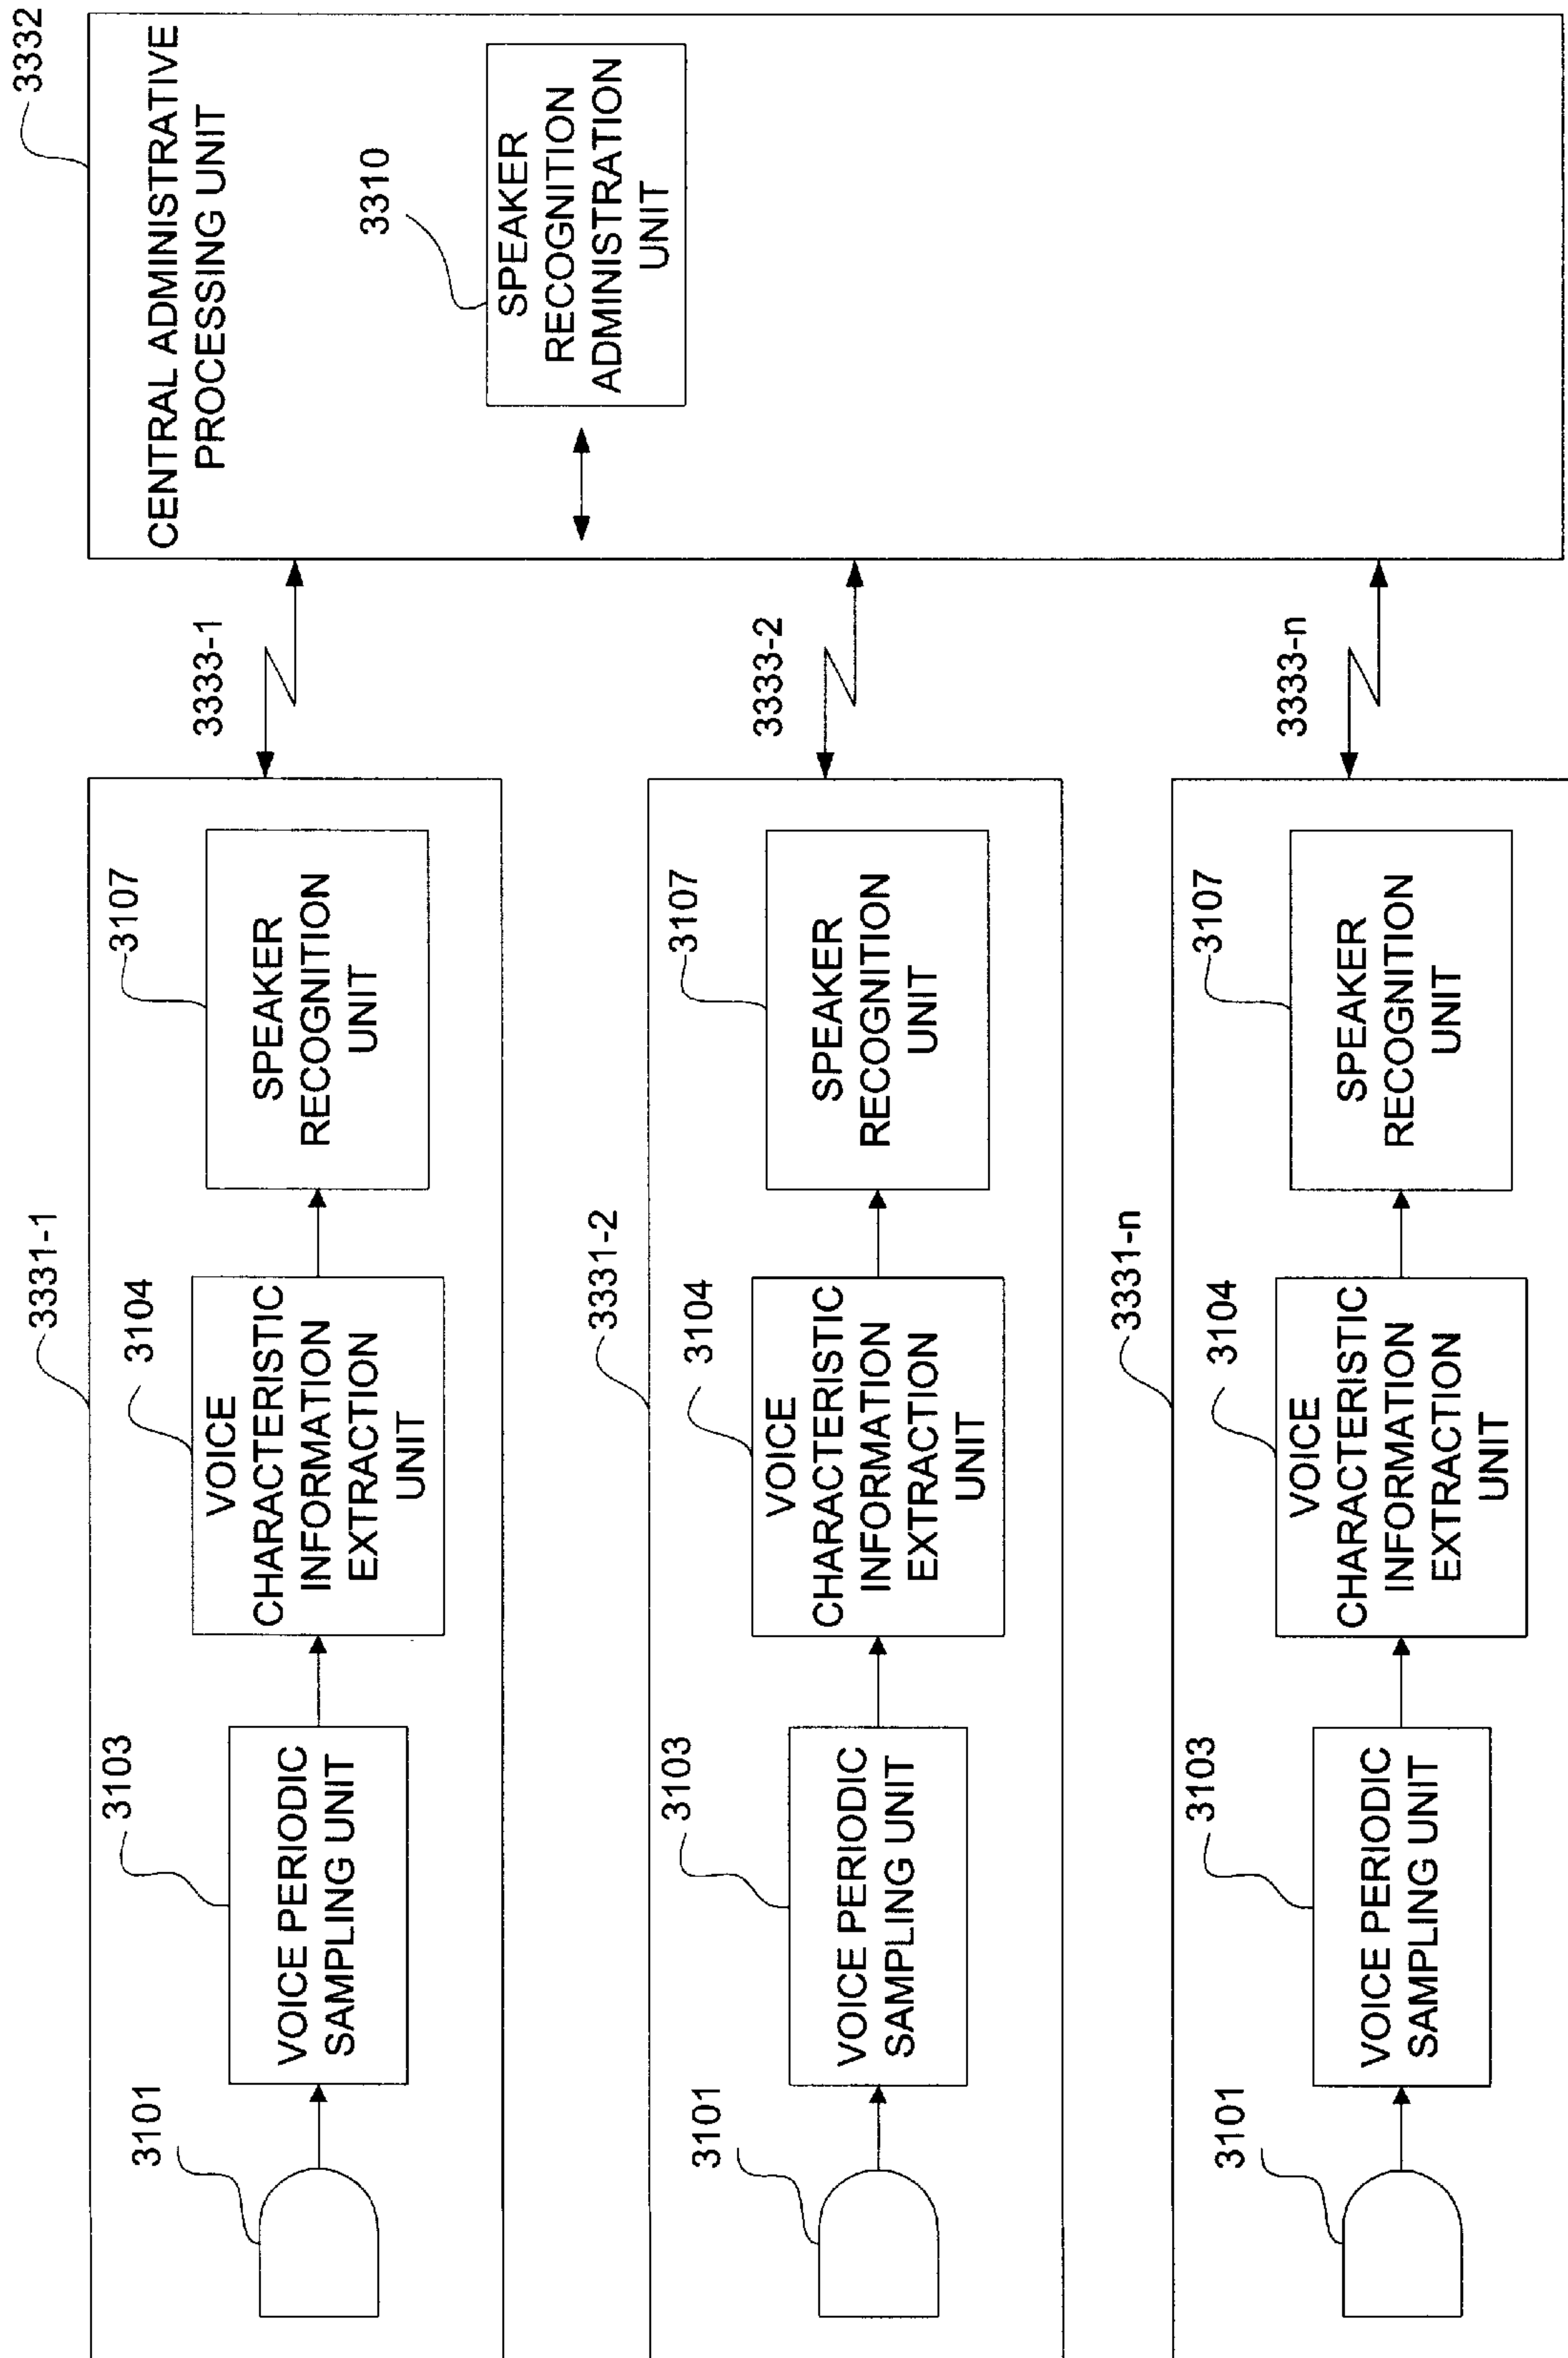 3331-1
3101
3103
VOICE PERIODIC
SAMPLING UNIT
3104
VOICE
CHARACTERISTIC
INFORMATION
EXTRACTION
UNIT
3107
SPEAKER
RECOGNITION
UNIT
3333-1
3332
CENTRAL ADMINISTRATIVE
PROCESSING UNIT
3310
SPEAKER
RECOGNITION
ADMINISTRATION
UNIT
3331-2
3101
3103
VOICE PERIODIC
SAMPLING UNIT
3104
VOICE
CHARACTERISTIC
INFORMATION
EXTRACTION
UNIT
3107
SPEAKER
RECOGNITION
UNIT
3333-2
3331-n
3101
3103
VOICE PERIODIC
SAMPLING UNIT
3104
VOICE
CHARACTERISTIC
INFORMATION
EXTRACTION
UNIT
3107
SPEAKER
RECOGNITION
UNIT
3333-n